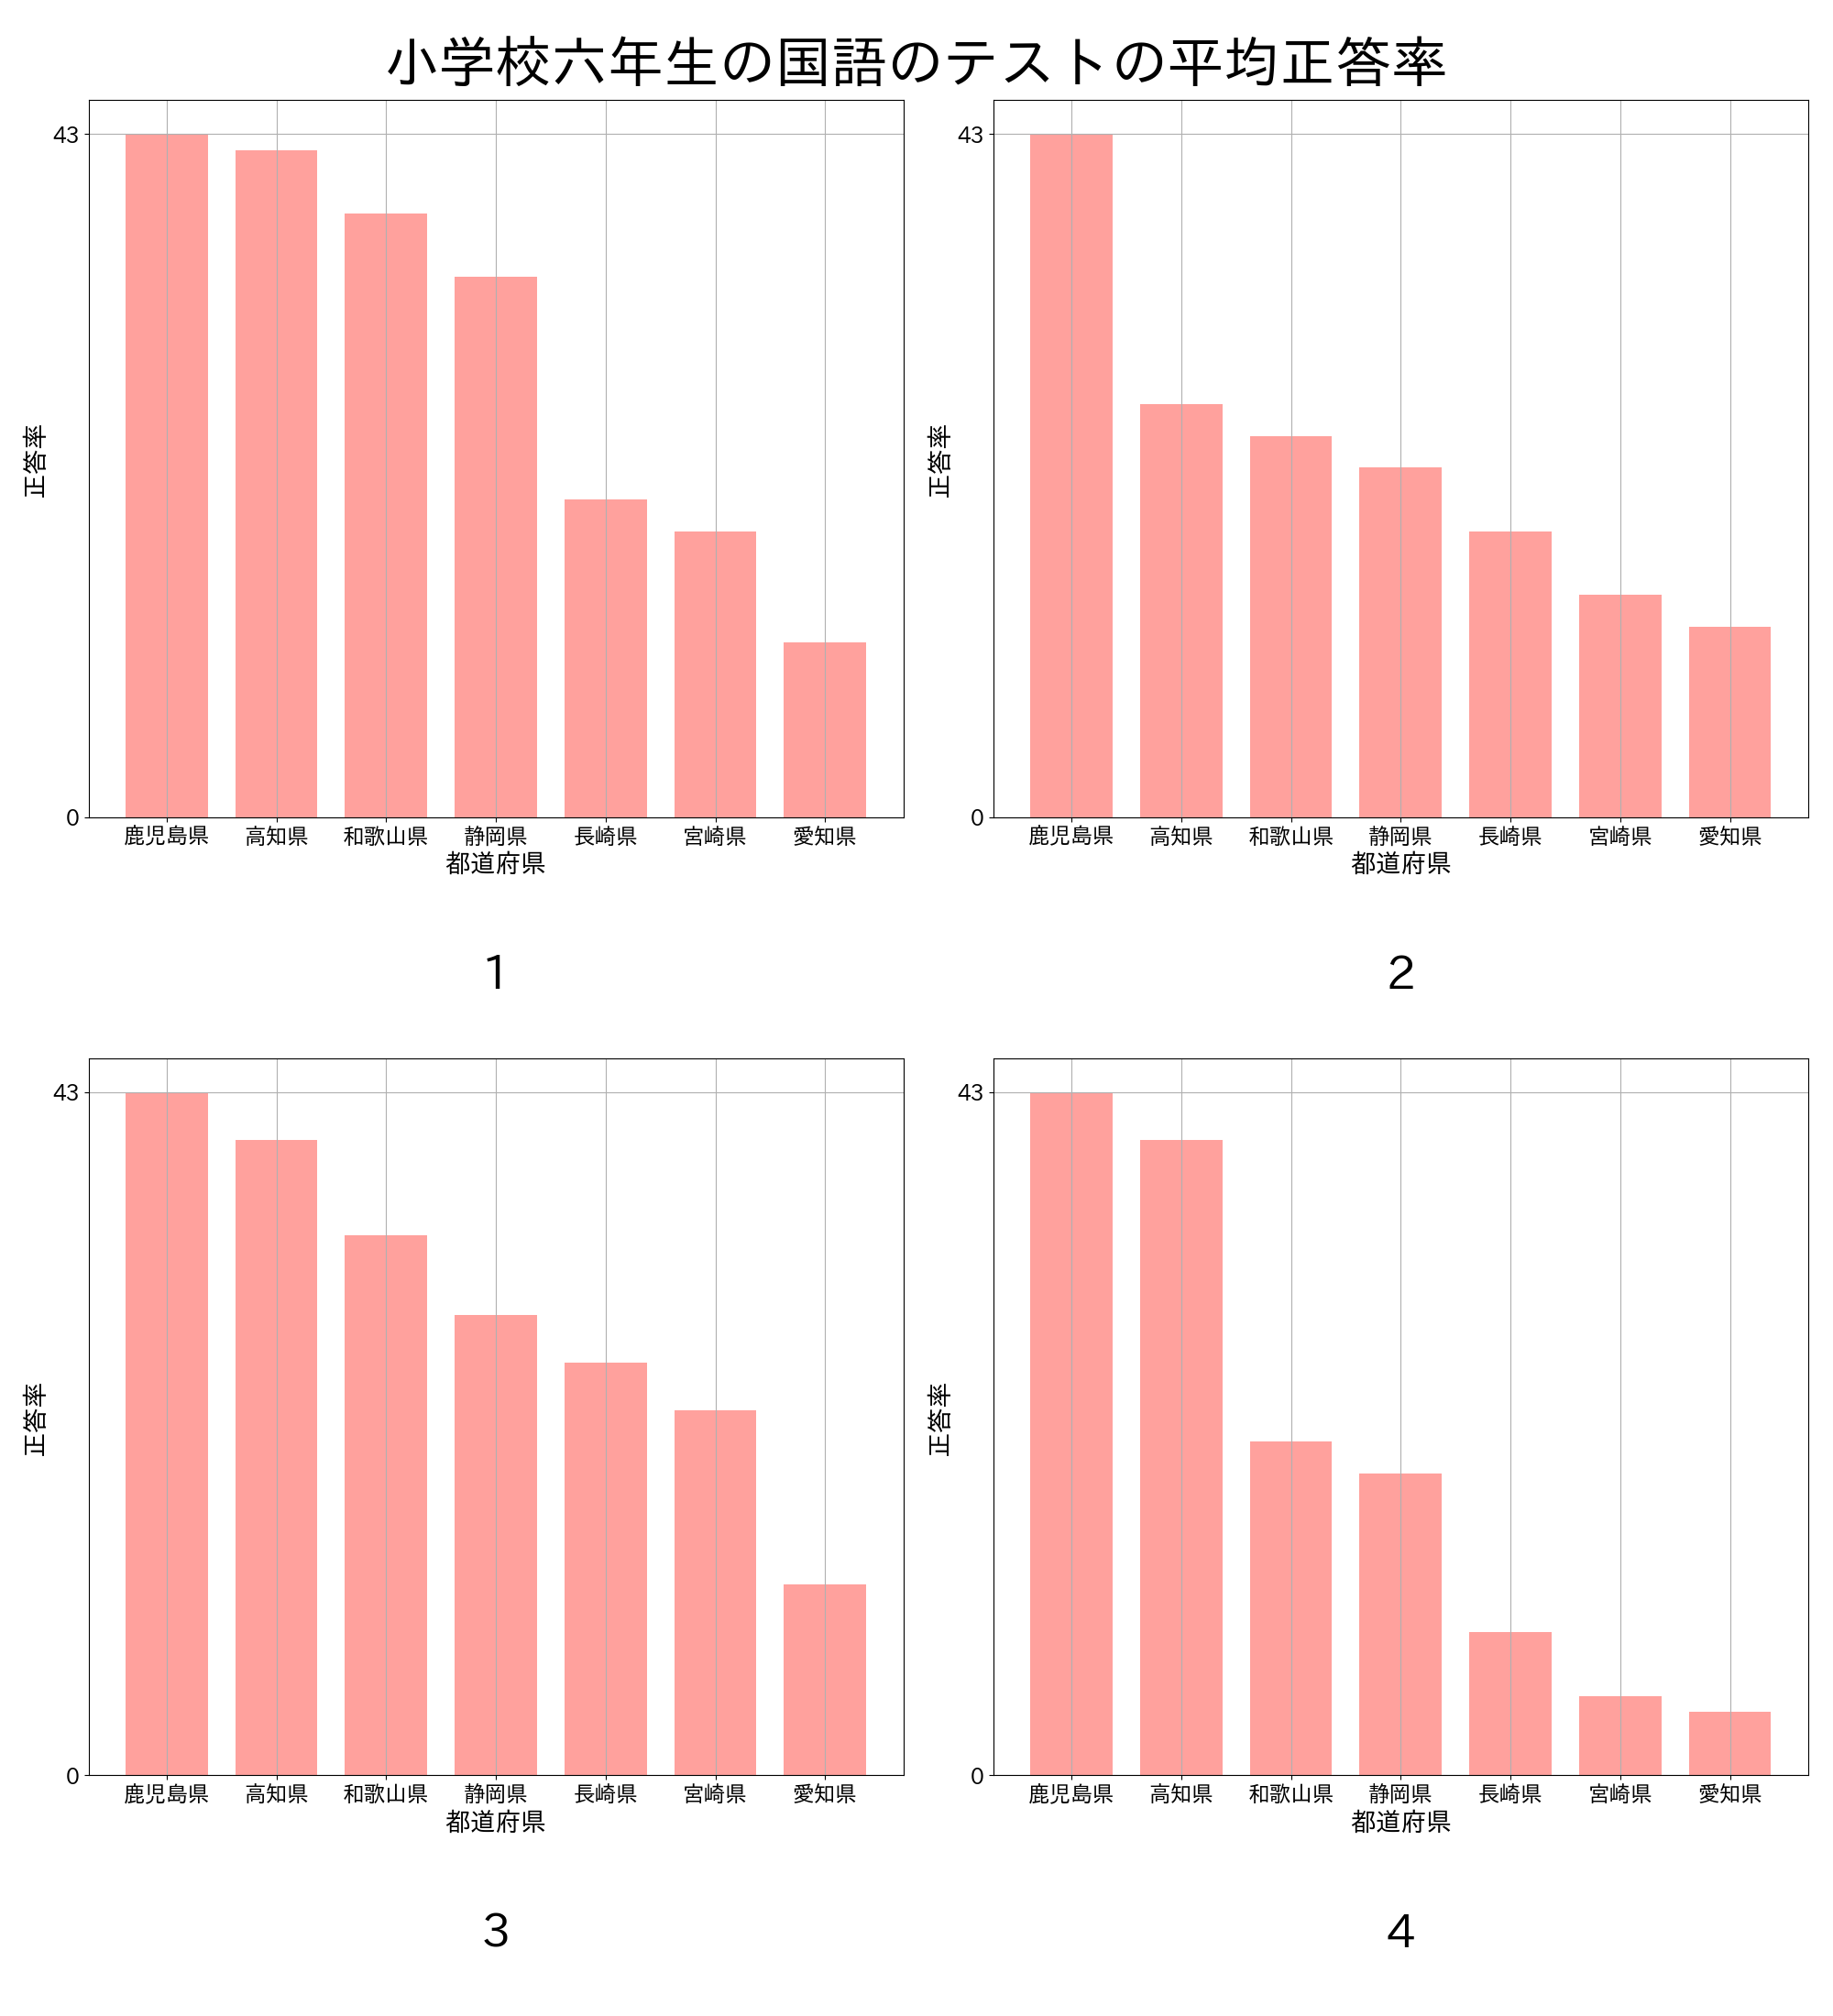 小学校六年生の国語のテストの平均正答率
43
0
正答率
鹿児島県 高知県 和歌山県 静岡県 長崎県 宮崎県 愛知県
都道府県
1
43
0
正答率
鹿児島県 高知県 和歌山県 静岡県 長崎県 宮崎県 愛知県
都道府県
2
43
0
正答率
鹿児島県 高知県 和歌山県 静岡県 長崎県 宮崎県 愛知県
都道府県
3
43
0
正答率
鹿児島県 高知県 和歌山県 静岡県 長崎県 宮崎県 愛知県
都道府県
4